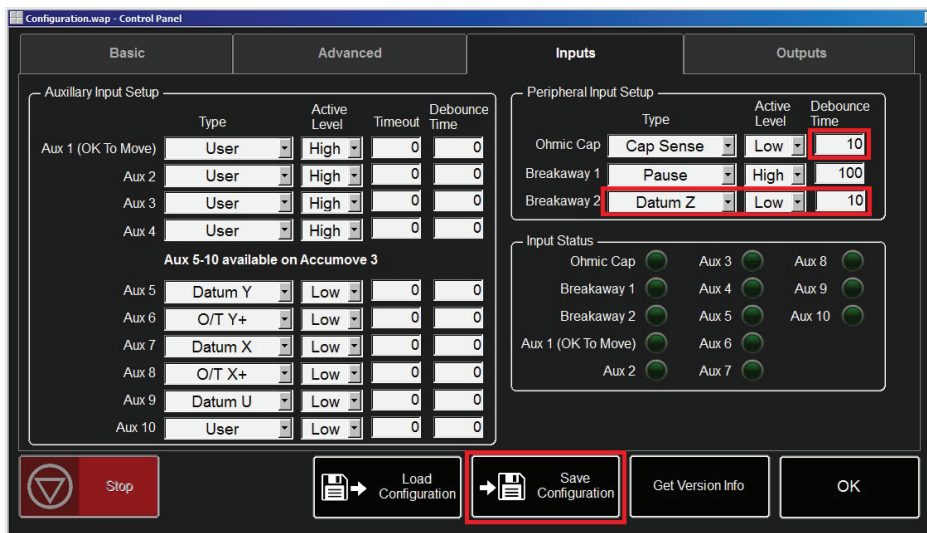 Configuration.wap - Control Panel
Basic Advanced Inputs Outputs
Auxillary Input Setup
Type Active Level Timeout Debounce Time
Aux 1 (OK To Move) User High 0 0
Aux 2 User High 0 0
Aux 3 User High 0 0
Aux 4 User High 0 0
Aux 5-10 available on Accumove 3
Aux 5 Datum Y Low 0 0
Aux 6 O/T Y+ Low 0 0
Aux 7 Datum X Low 0 0
Aux 8 O/T X+ Low 0 0
Aux 9 Datum U Low 0 0
Aux 10 User Low 0 0
Peripheral Input Setup
Type Active Level Debounce Time
Ohmic Cap Cap Sense Low 10
Breakaway 1 Pause High 100
Breakaway 2 Datum Z Low 10
Input Status
Ohmic Cap Aux 3 Aux 8
Breakaway 1 Aux 4 Aux 9
Breakaway 2 Aux 5 Aux 10
Aux 1 (OK To Move) Aux 6
Aux 2 Aux 7
Stop
Load Configuration
Save Configuration
Get Version Info
OK